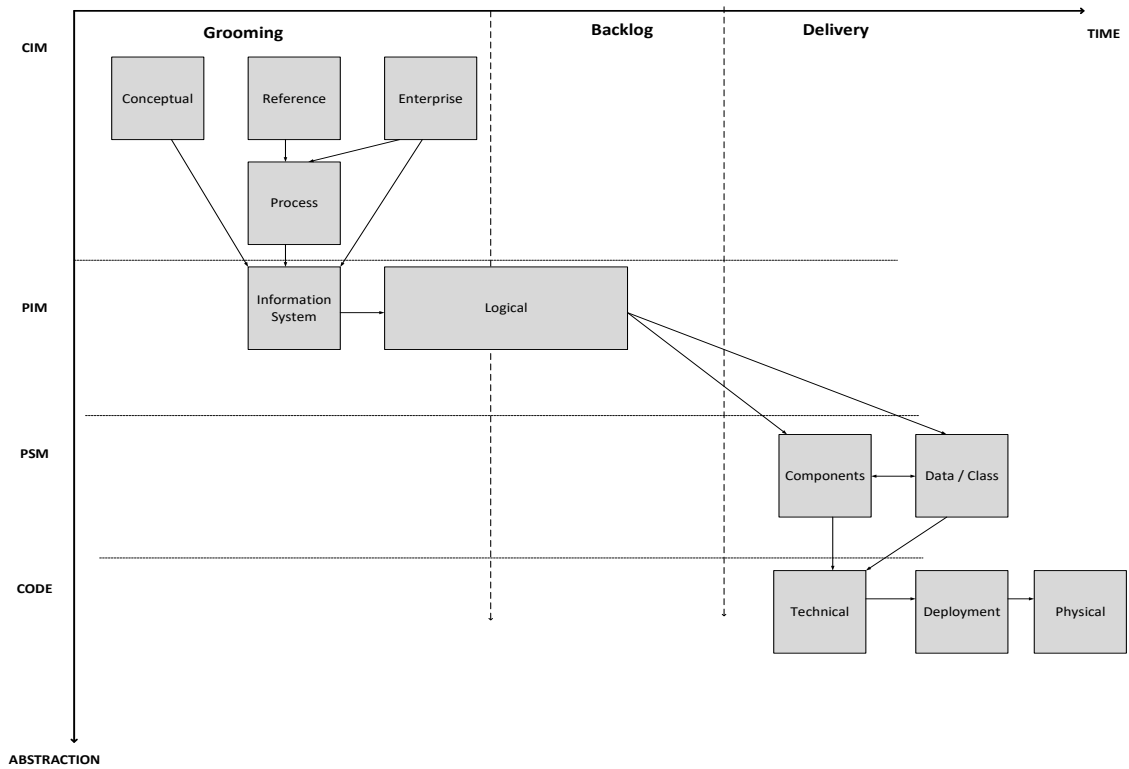 Grooming
Backlog
Delivery
TIME
CIM
Conceptual
Reference
Enterprise
Process
PIM
Information
System
Logical
PSM
Components
Data / Class
CODE
Technical
Deployment
Physical
ABSTRACTION